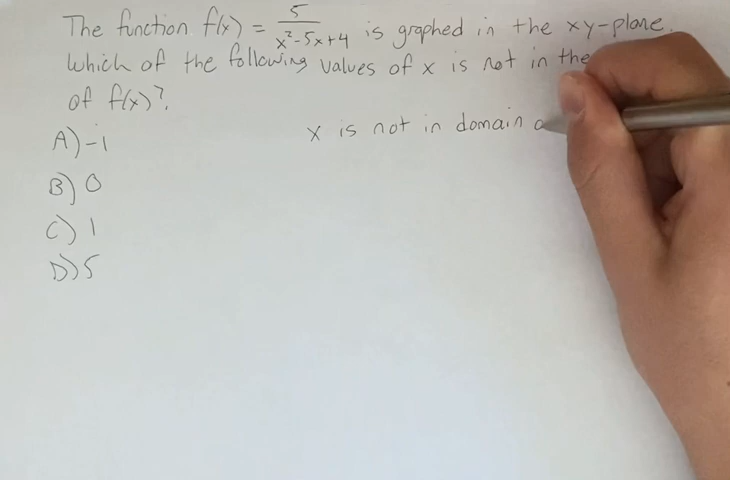 The function f(x) = 5/(x²-5x+4) is graphed in the xy-plane.
Which of the following values of x is not in the
of f(x)?
x is not in domain
A) -1
B) 0
C) 1
D) 5